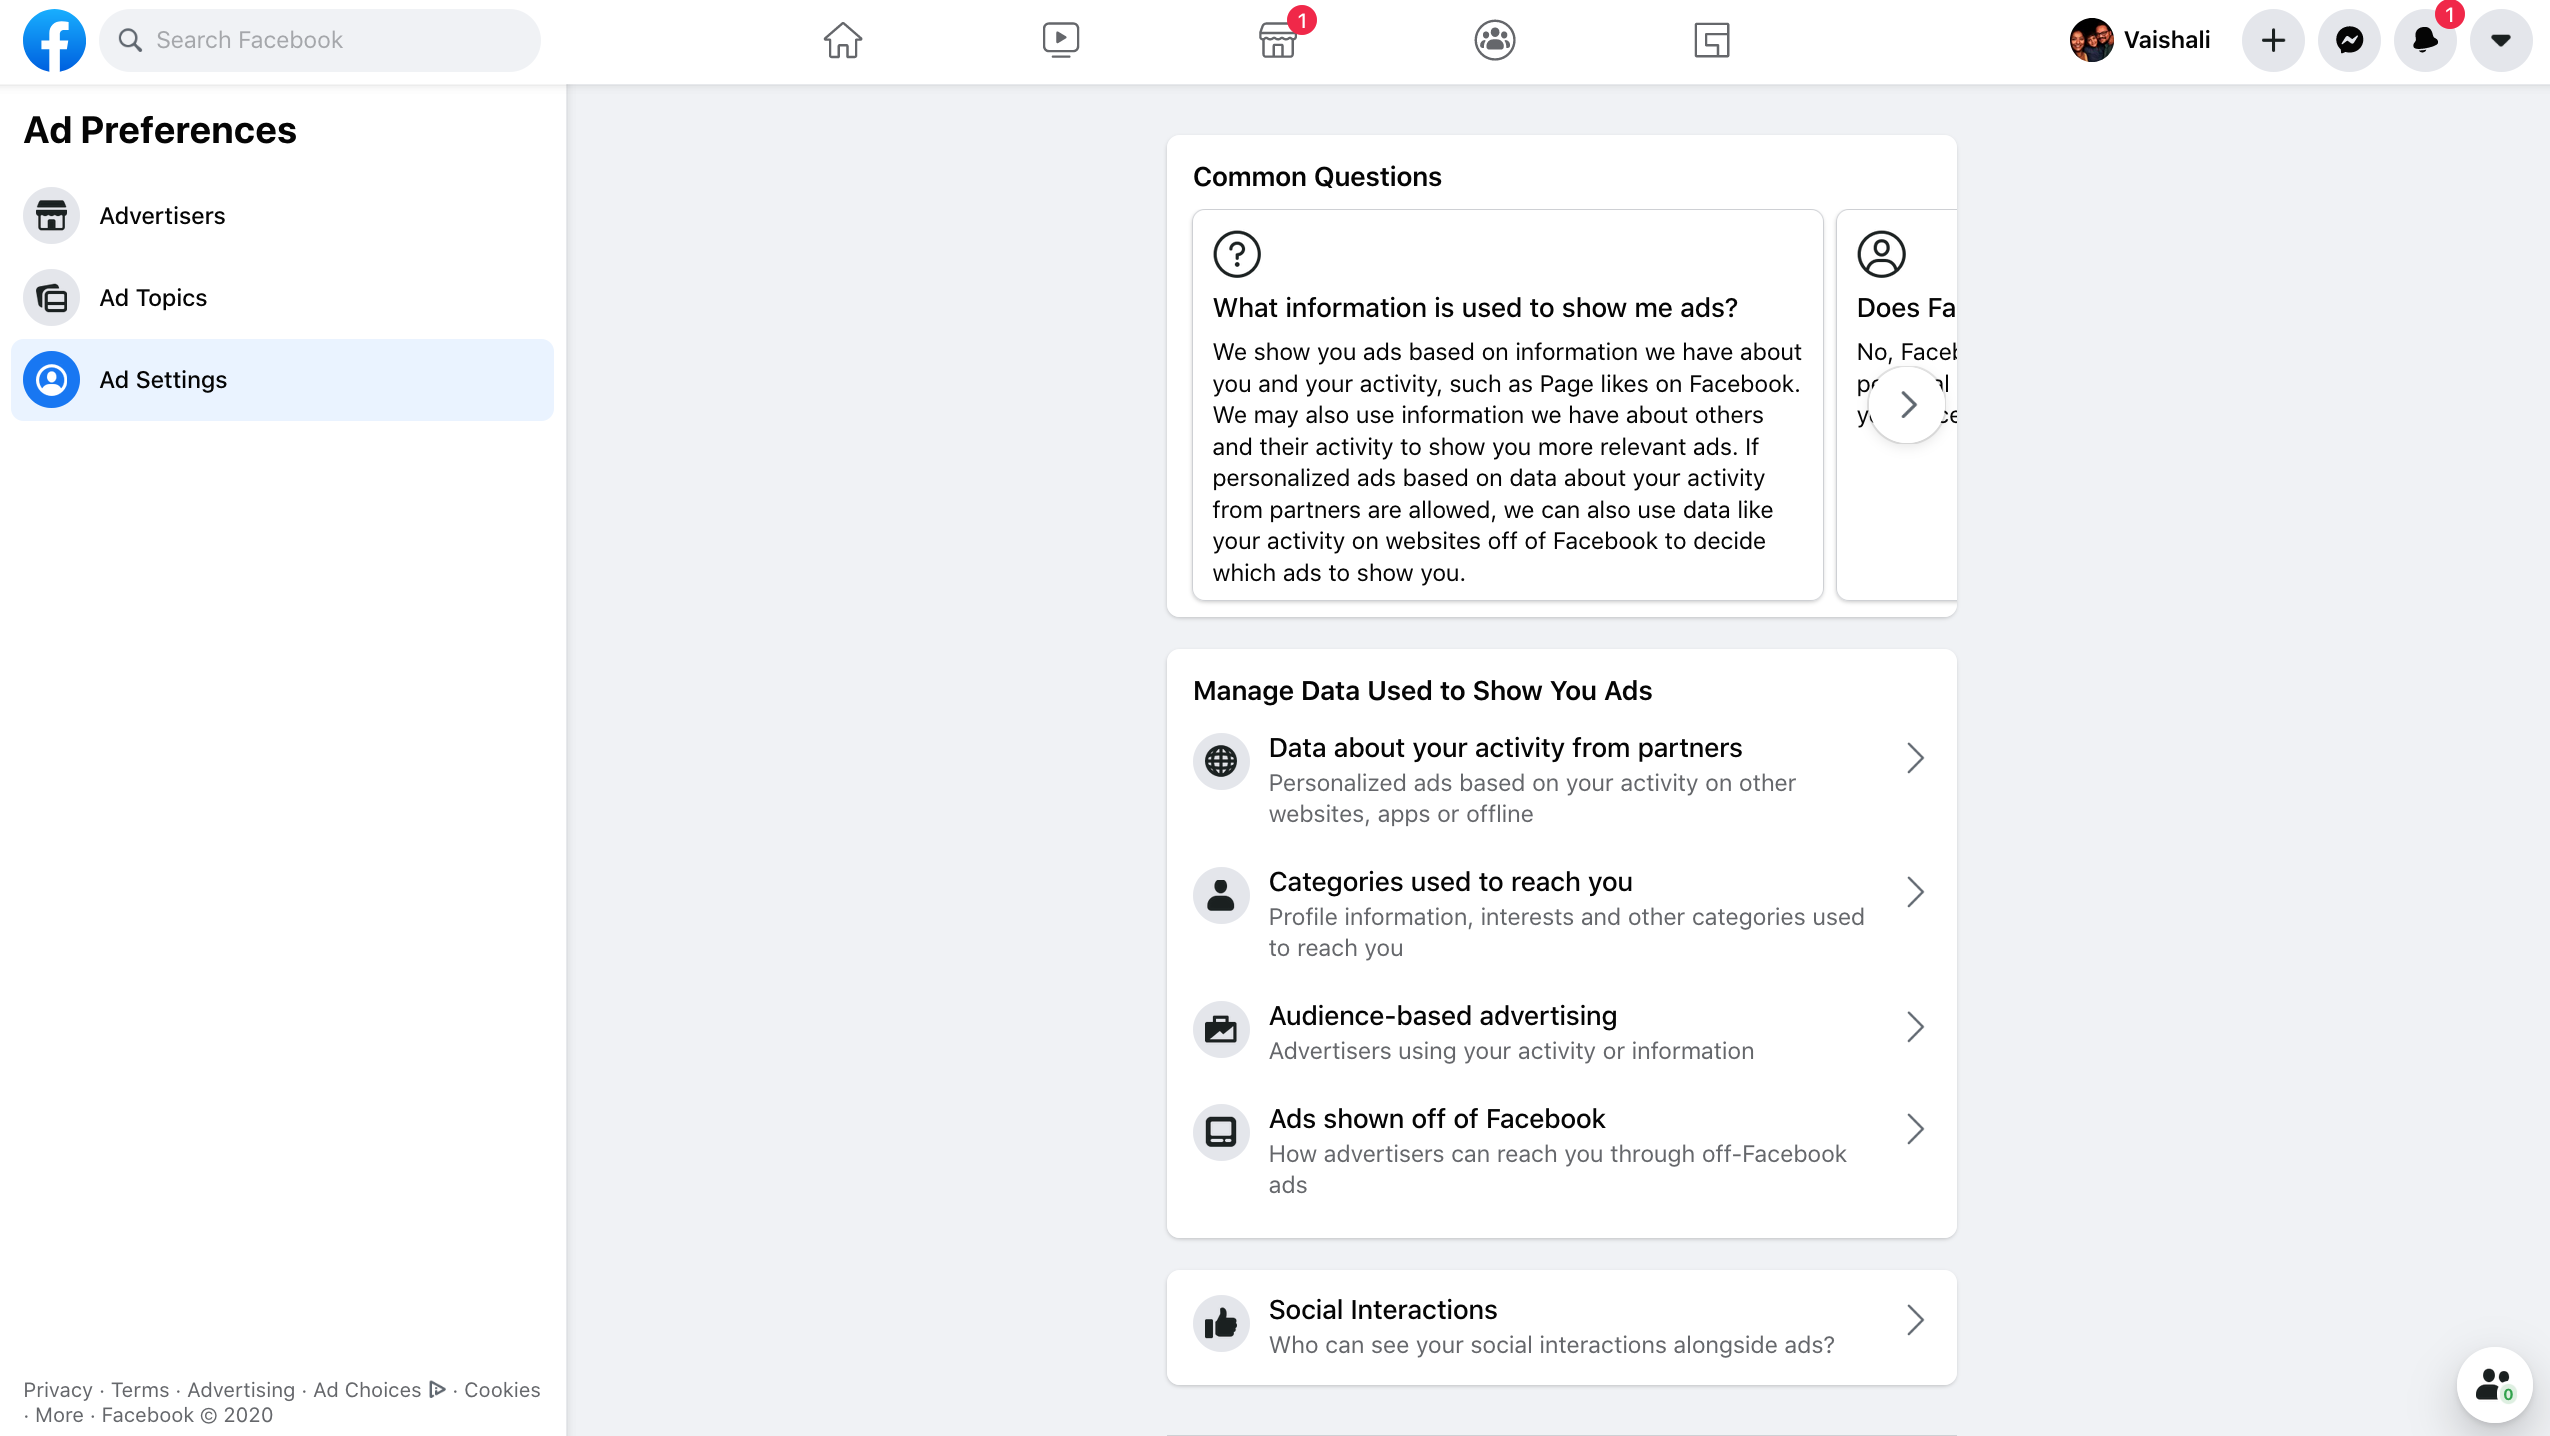 Search Facebook
1
Vaishali
1
Ad Preferences
Advertisers
Ad Topics
Ad Settings
Privacy · Terms · Advertising · Ad Choices · Cookies
· More · Facebook © 2020
Common Questions
What information is used to show me ads?
We show you ads based on information we have about
you and your activity, such as Page likes on Facebook.
We may also use information we have about others
and their activity to show you more relevant ads. If
personalized ads based on data about your activity
from partners are allowed, we can also use data like
your activity on websites off of Facebook to decide
which ads to show you.
Does Fa
No, Faceb
Manage Data Used to Show You Ads
Data about your activity from partners
Personalized ads based on your activity on other
websites, apps or offline
Categories used to reach you
Profile information, interests and other categories used
to reach you
Audience-based advertising
Advertisers using your activity or information
Ads shown off of Facebook
How advertisers can reach you through off-Facebook
ads
Social Interactions
Who can see your social interactions alongside ads?
0